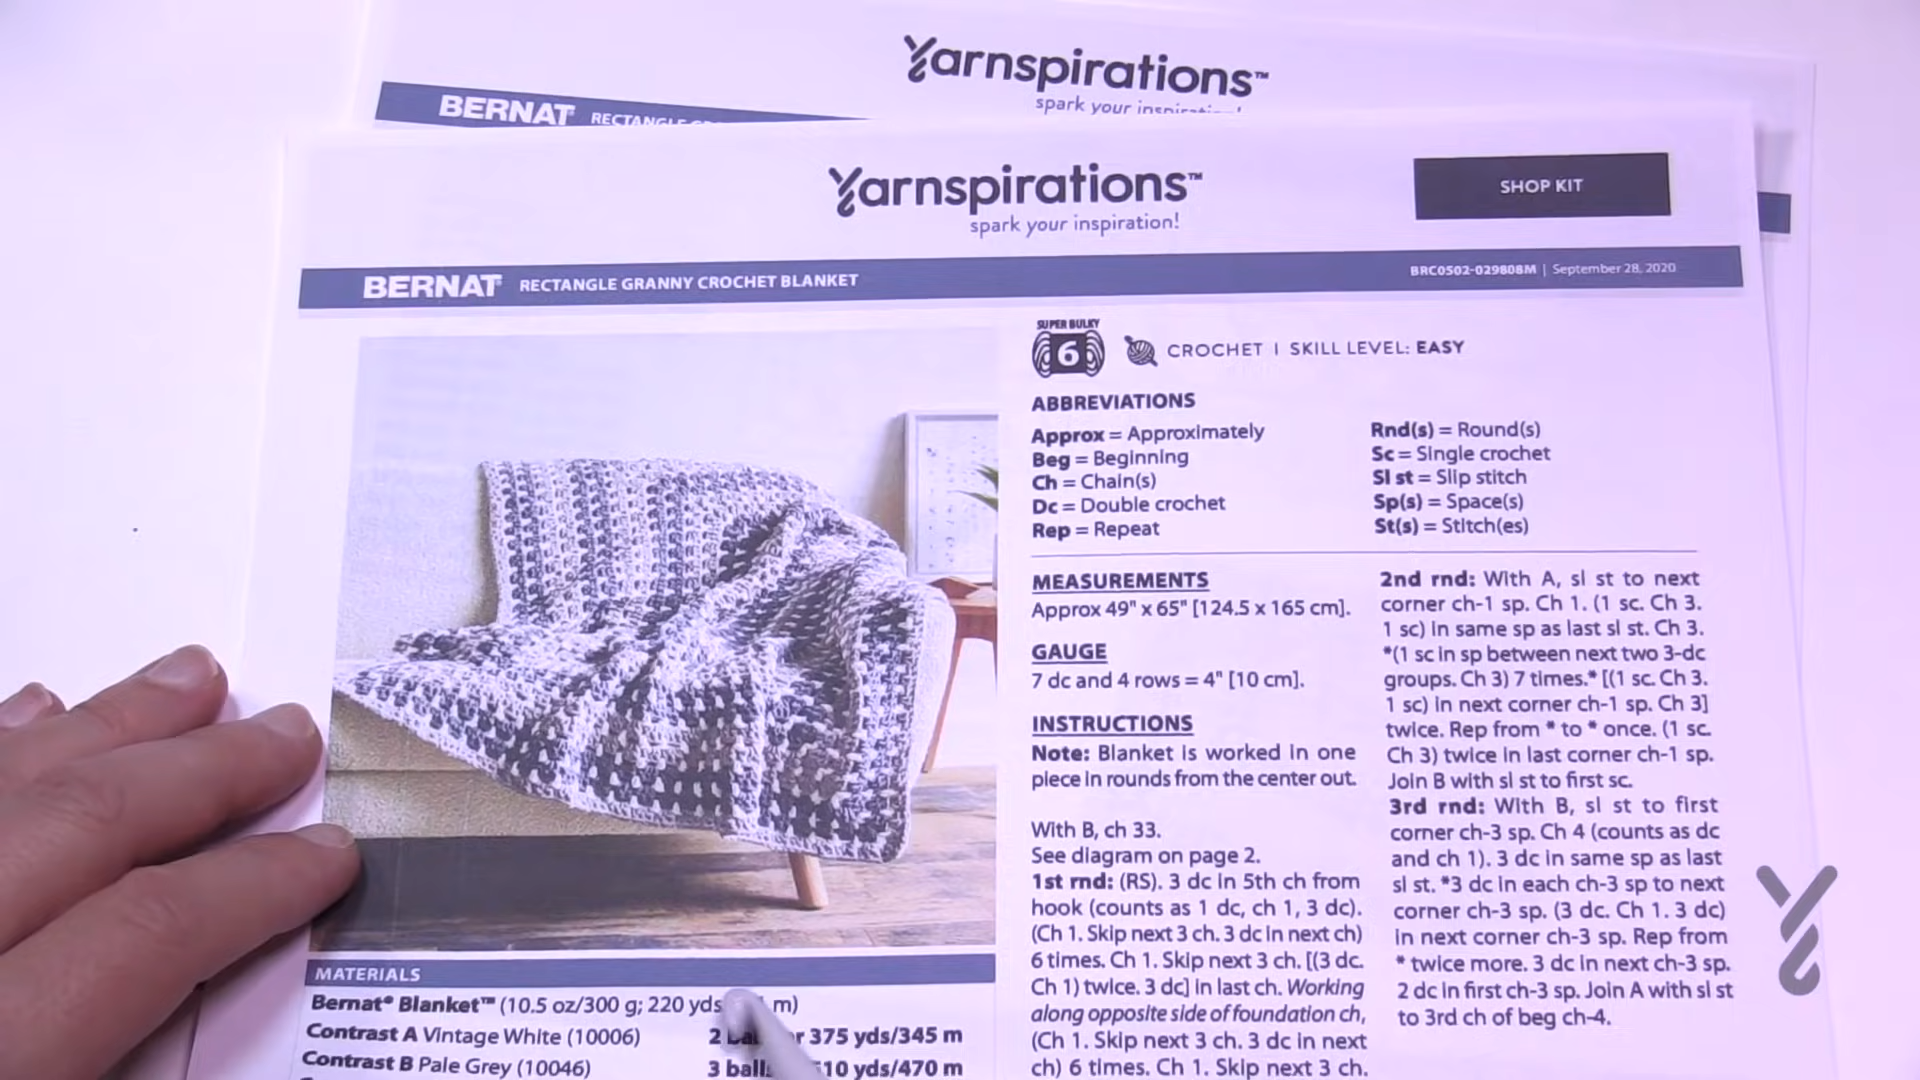 Yarnspirations™
spark your
BERNAT
Yarnspirations™
spark your inspiration!
SHOP KIT
BERNAT® RECTANGLE GRANNY CROCHET BLANKET
BRC0502-029808M | September 28, 2020
SUPER BULKY
6
CROCHET I SKILL LEVEL: EASY
ABBREVIATIONS
Approx = Approximately
Beg = Beginning
Ch = Chain(s)
Dc = Double crochet
Rep = Repeat
Rnd(s) = Round(s)
Sc = Single crochet
Sl st = Slip stitch
Sp(s) = Space(s)
St(s) = Stitch(es)
MEASUREMENTS
Approx 49" x 65" [124.5 x 165 cm].
GAUGE
7 dc and 4 rows = 4" [10 cm].
INSTRUCTIONS
Note: Blanket is worked in one
piece in rounds from the center out.
With B, ch 33.
See diagram on page 2.
1st rnd: (RS). 3 dc in 5th ch from
hook (counts as 1 dc, ch 1, 3 dc).
(Ch 1. Skip next 3 ch. 3 dc in next ch)
6 times. Ch 1. Skip next 3 ch. [(3 dc.
Ch 1) twice. 3 dc] in last ch. Working
along opposite side of foundation ch,
(Ch 1. Skip next 3 ch. 3 dc in next
ch) 6 times. Ch 1. Skip next 3 ch.
2nd rnd: With A, sl st to next
corner ch-1 sp. Ch 1. (1 sc. Ch 3.
1 sc) in same sp as last sl st. Ch 3.
*(1 sc in sp between next two 3-dc
groups. Ch 3) 7 times.* [(1 sc. Ch 3.
1 sc) in next corner ch-1 sp. Ch 3]
twice. Rep from * to * once. (1 sc.
Ch 3) twice in last corner ch-1 sp.
Join B with sl st to first sc.
3rd rnd: With B, sl st to first
corner ch-3 sp. Ch 4 (counts as dc
and ch 1). 3 dc in same sp as last
sl st. *3 dc in each ch-3 sp to next
corner ch-3 sp. (3 dc. Ch 1. 3 dc)
in next corner ch-3 sp. Rep from
* twice more. 3 dc in next ch-3 sp.
2 dc in first ch-3 sp. Join A with sl st
to 3rd ch of beg ch-4.
MATERIALS
Bernat® Blanket™ (10.5 oz/300 g; 220 yds m)
Contrast A Vintage White (10006) 2 375 yds/345 m
Contrast B Pale Grey (10046) 3 yds/470 m